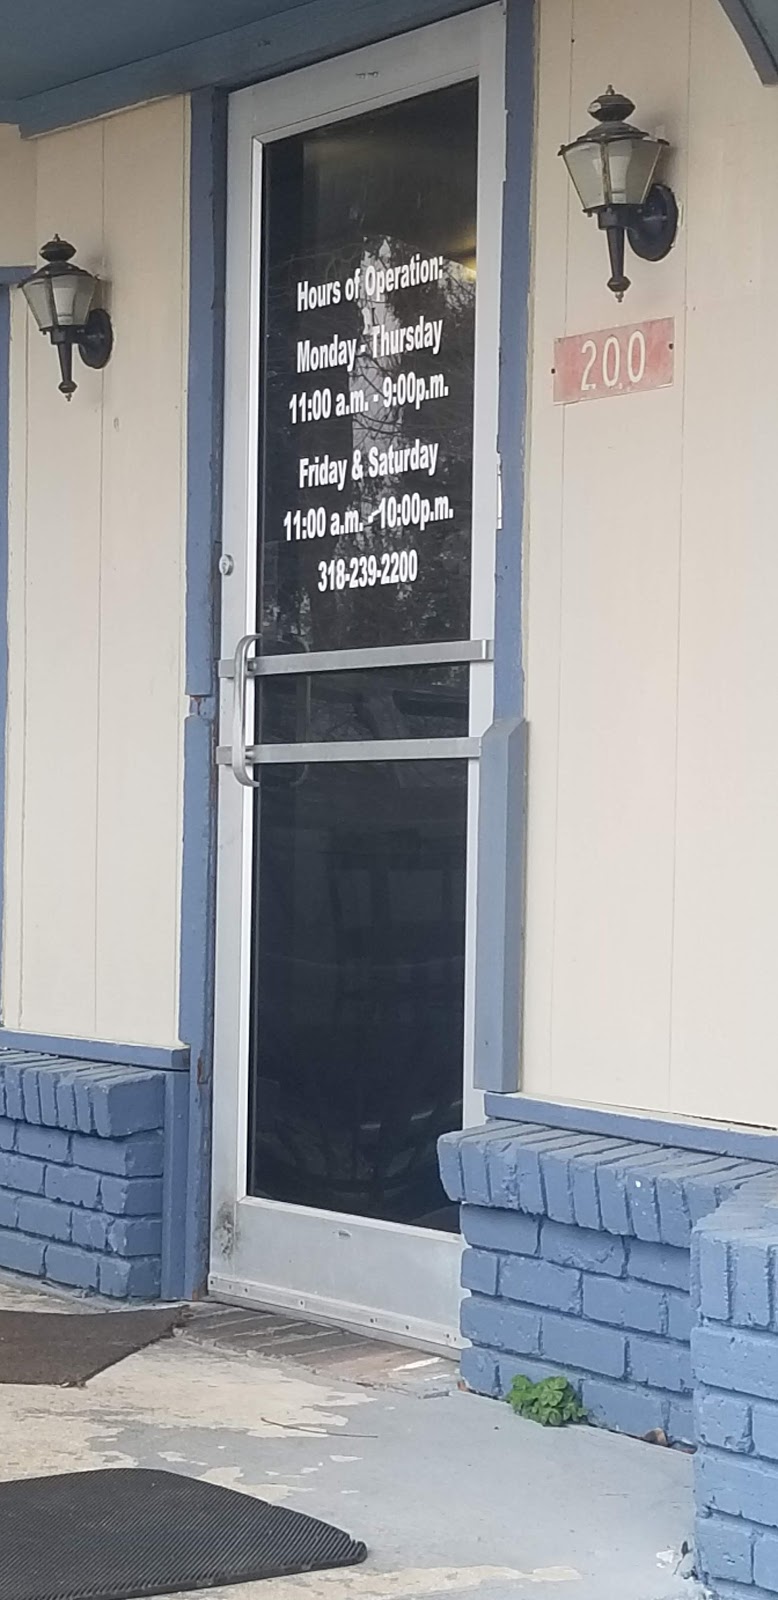 Hours of Operation:
Monday - Thursday
11:00 a.m. - 9:00p.m.
Friday & Saturday
11:00 a.m. - 10:00p.m.
318-239-2200
200